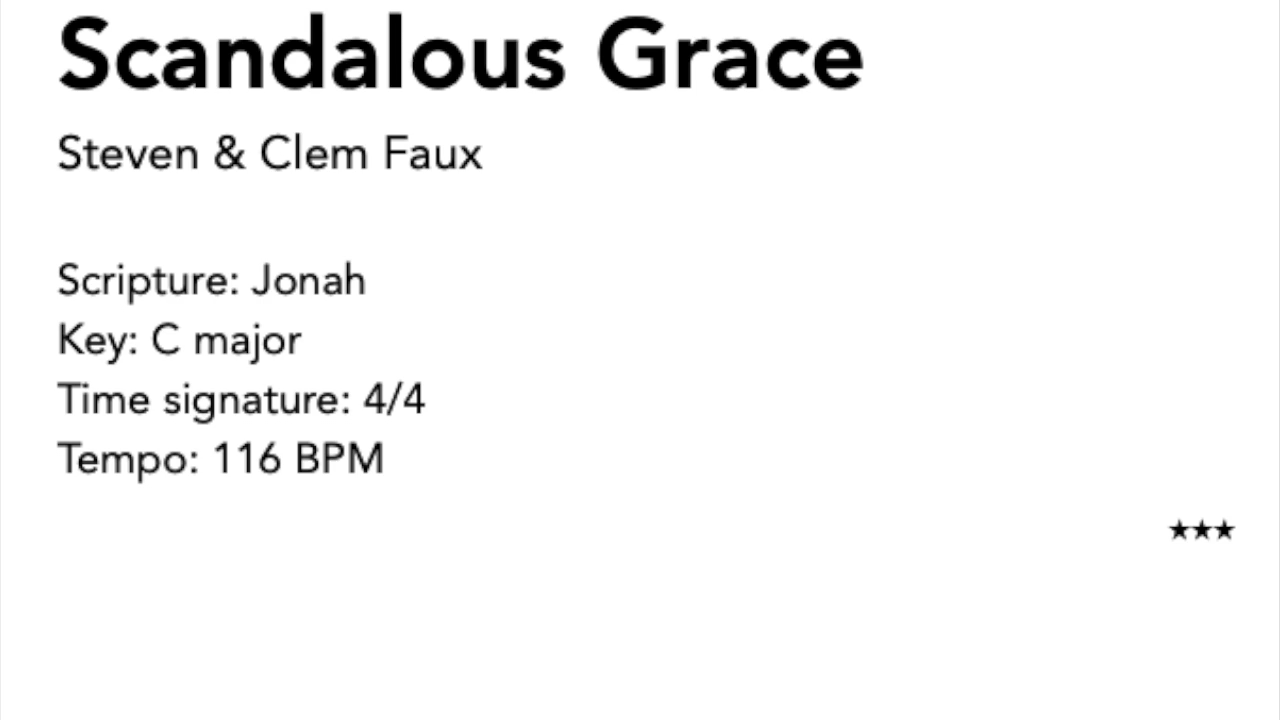 Scandalous Grace
Steven & Clem Faux
Scripture: Jonah
Key: C major
Time signature: 4/4
Tempo: 116 BPM
★★★